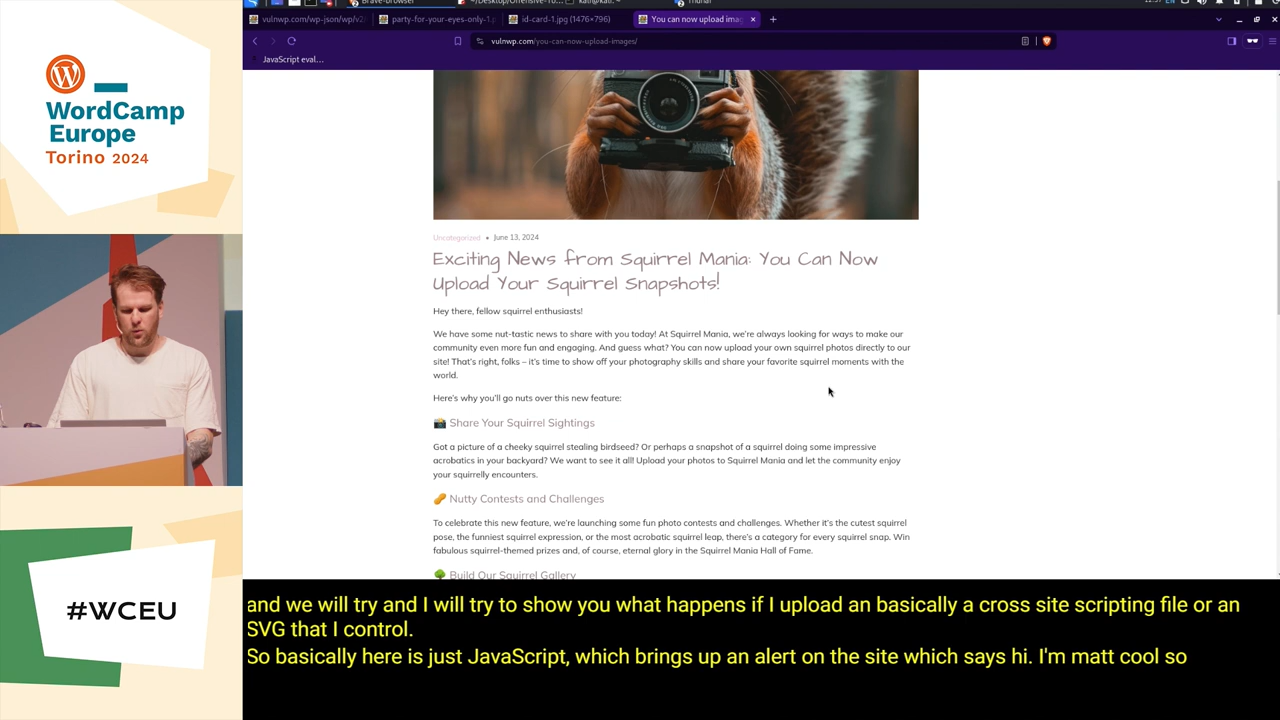 WordCamp
Europe
Torino 2024
#WCEU
vulnwp.com/wp-json/wp/v2
party-for-your-eyes-only-1.j
id-card-1.jpg (1476×796)
You can now upload imag
vulnwp.com/you-can-now-upload-images/
JavaScript eval...
Uncategorized • June 13, 2024
Exciting News from Squirrel Mania: You Can Now
Upload Your Squirrel Snapshots!
Hey there, fellow squirrel enthusiasts!
We have some nut-tastic news to share with you today! At Squirrel Mania, we're always looking for ways to make our
community even more fun and engaging. And guess what? You can now upload your own squirrel photos directly to our
site! That's right, folks – it's time to show off your photography skills and share your favorite squirrel moments with the
world.
Here's why you'll go nuts over this new feature:
📸 Share Your Squirrel Sightings
Got a picture of a cheeky squirrel stealing birdseed? Or perhaps a snapshot of a squirrel doing some impressive
acrobatics in your backyard? We want to see it all! Upload your photos to Squirrel Mania and let the community enjoy
your squirrelly encounters.
🥜 Nutty Contests and Challenges
To celebrate this new feature, we're launching some fun photo contests and challenges. Whether it's the cutest squirrel
pose, the funniest squirrel expression, or the most acrobatic squirrel leap, there's a category for every squirrel snap. Win
fabulous squirrel-themed prizes and, of course, eternal glory in the Squirrel Mania Hall of Fame.
🌳 Build Our Squirrel Gallery
and we will try and I will try to show you what happens if I upload an basically a cross site scripting file or an
SVG that I control.
So basically here is just JavaScript, which brings up an alert on the site which says hi. I'm matt cool so